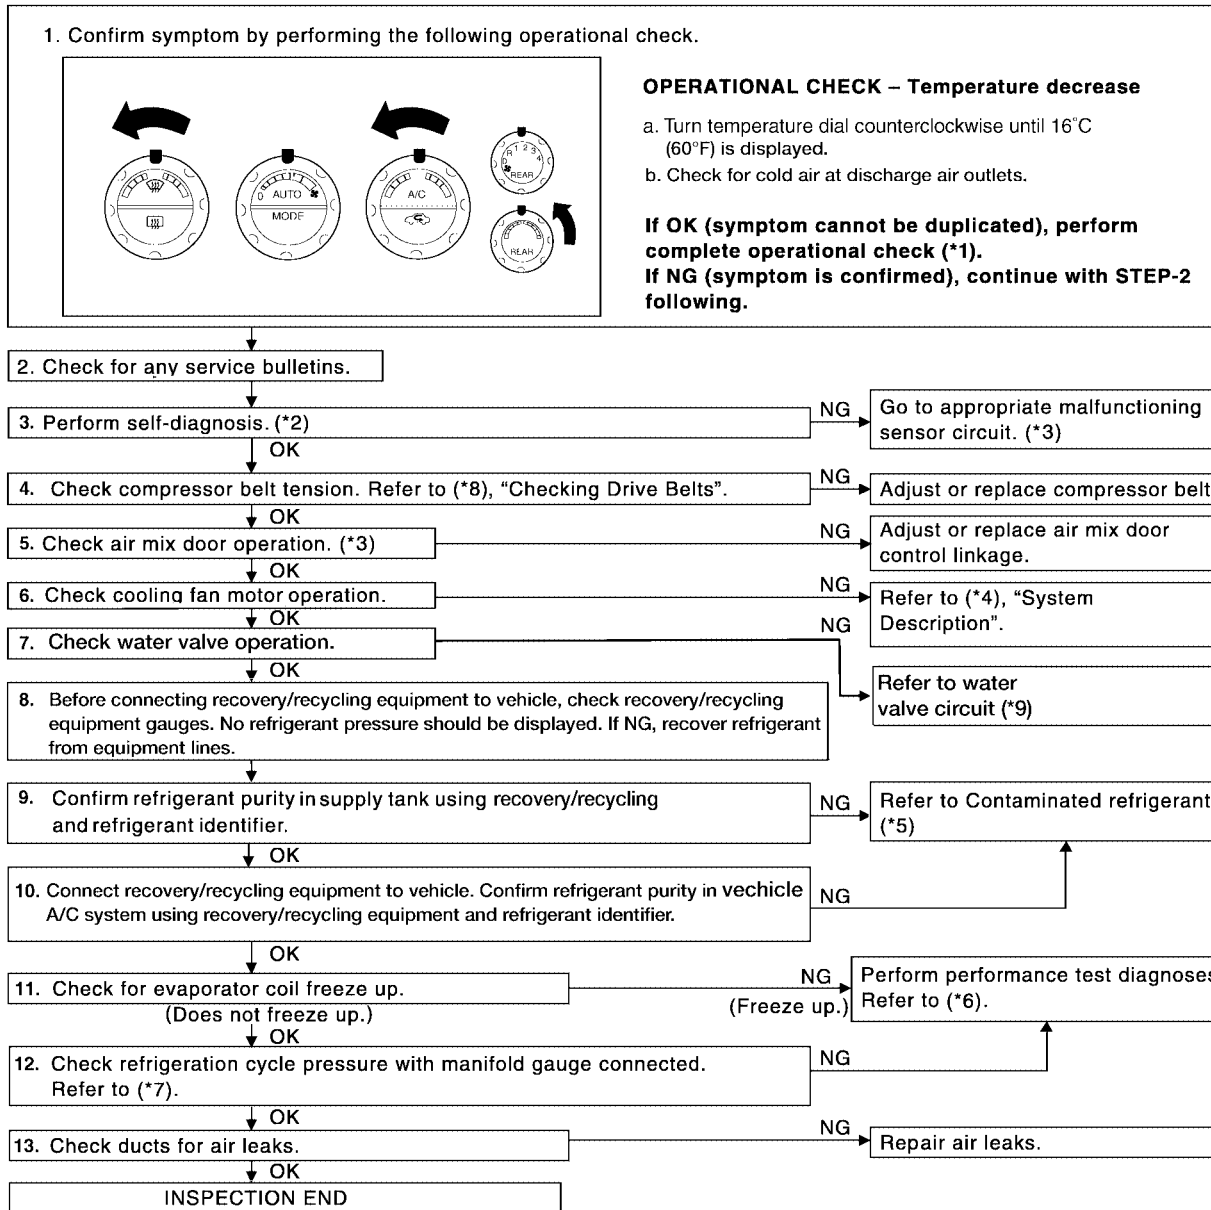 1. Confirm symptom by performing the following operational check.
AUTO
MODE
A/C
R 1 2 3 4
REAR
REAR
OPERATIONAL CHECK – Temperature decrease
a. Turn temperature dial counterclockwise until 16°C
(60°F) is displayed.
b. Check for cold air at discharge air outlets.
If OK (symptom cannot be duplicated), perform
complete operational check (*1).
If NG (symptom is confirmed), continue with STEP-2
following.
2. Check for any service bulletins.
3. Perform self-diagnosis. (*2)
NG
Go to appropriate malfunctioning
sensor circuit. (*3)
OK
4. Check compressor belt tension. Refer to (*8), “Checking Drive Belts”.
NG
Adjust or replace compressor belt
OK
5. Check air mix door operation. (*3)
NG
Adjust or replace air mix door
control linkage.
OK
6. Check cooling fan motor operation.
NG
Refer to (*4), “System
Description”.
OK
7. Check water valve operation.
NG
Refer to water
valve circuit (*9)
OK
8. Before connecting recovery/recycling equipment to vehicle, check recovery/recycling
equipment gauges. No refrigerant pressure should be displayed. If NG, recover refrigerant
from equipment lines.
9. Confirm refrigerant purity in supply tank using recovery/recycling
and refrigerant identifier.
NG
Refer to Contaminated refrigerant
(*5)
OK
10. Connect recovery/recycling equipment to vehicle. Confirm refrigerant purity in vechicle
A/C system using recovery/recycling equipment and refrigerant identifier.
NG
OK
11. Check for evaporator coil freeze up.
NG
(Freeze up.)
Perform performance test diagnoses
Refer to (*6).
(Does not freeze up.)
OK
12. Check refrigeration cycle pressure with manifold gauge connected.
Refer to (*7).
NG
OK
13. Check ducts for air leaks.
NG
Repair air leaks.
OK
INSPECTION END